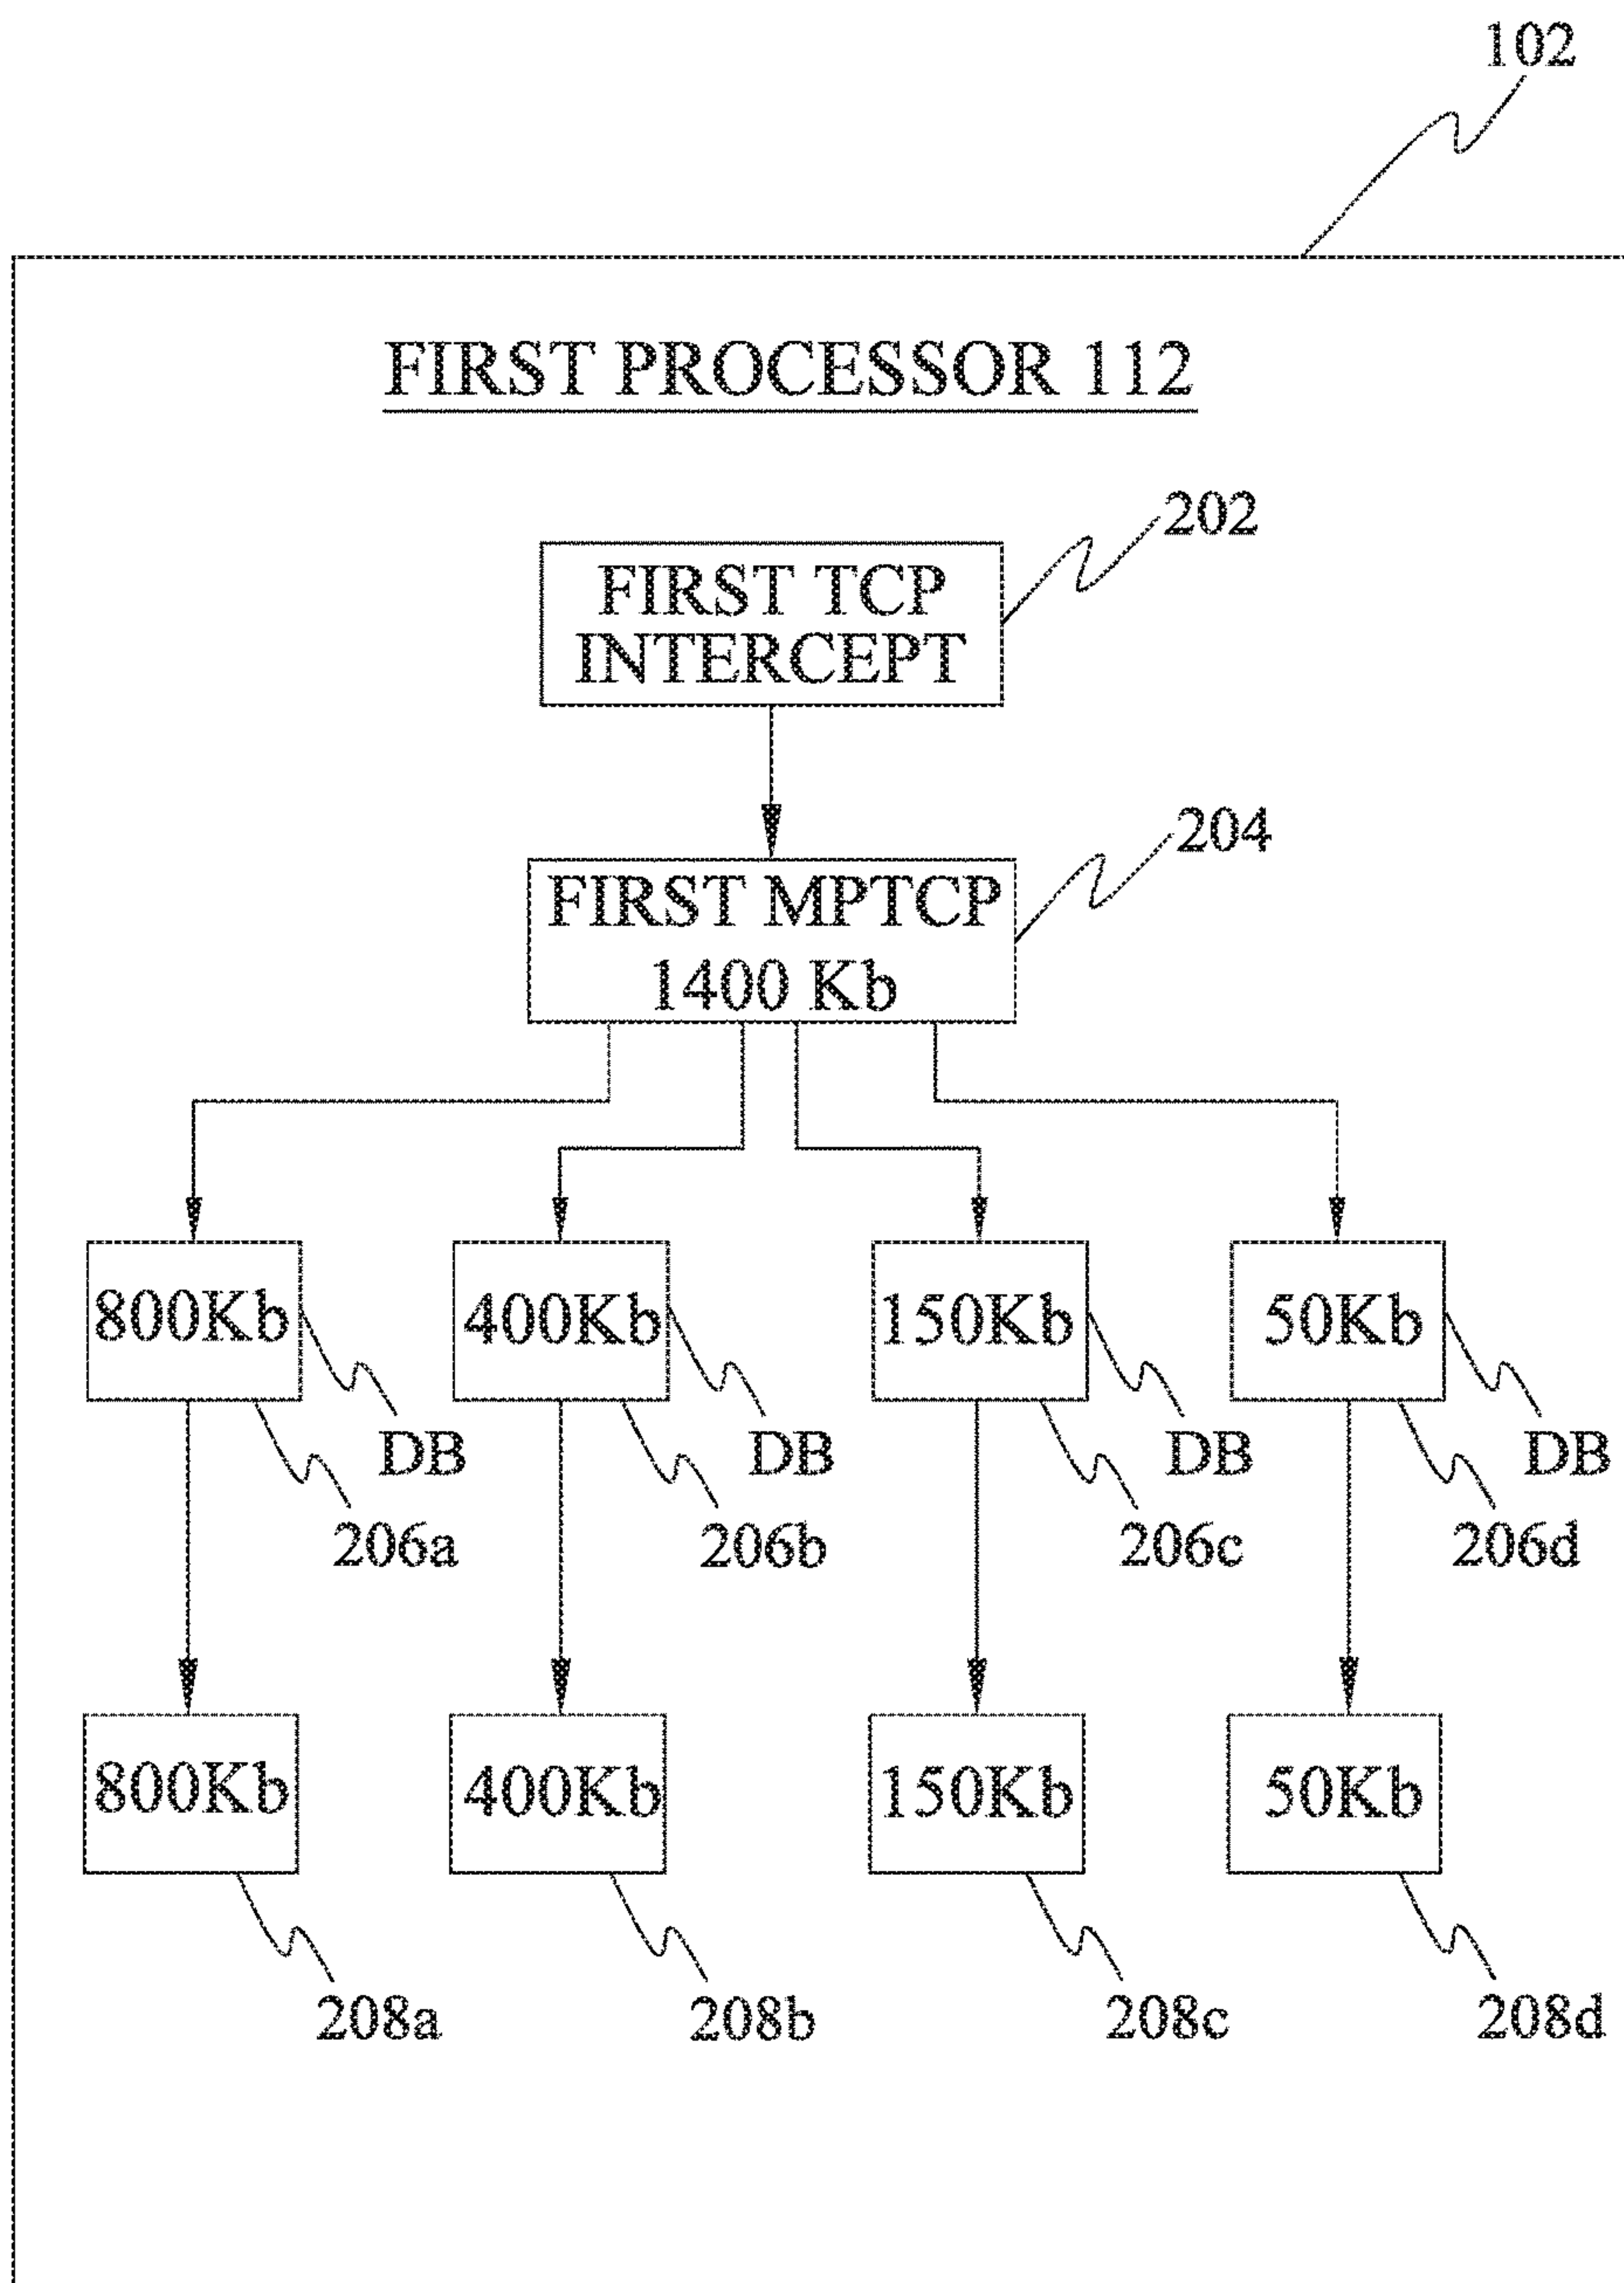 102
FIRST PROCESSOR 112
202
FIRST TCP
INTERCEPT
204
FIRST MPTCP
1400 Kb
800Kb
400Kb
150Kb
50Kb
DB
DB
DB
DB
206a
206b
206c
206d
800Kb
400Kb
150Kb
50Kb
208a
208b
208c
208d